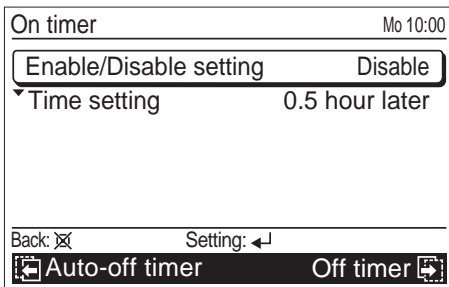 On timer Mo 10:00
Enable/Disable setting Disable
Time setting 0.5 hour later
Back: Setting:
Auto-off timer Off timer